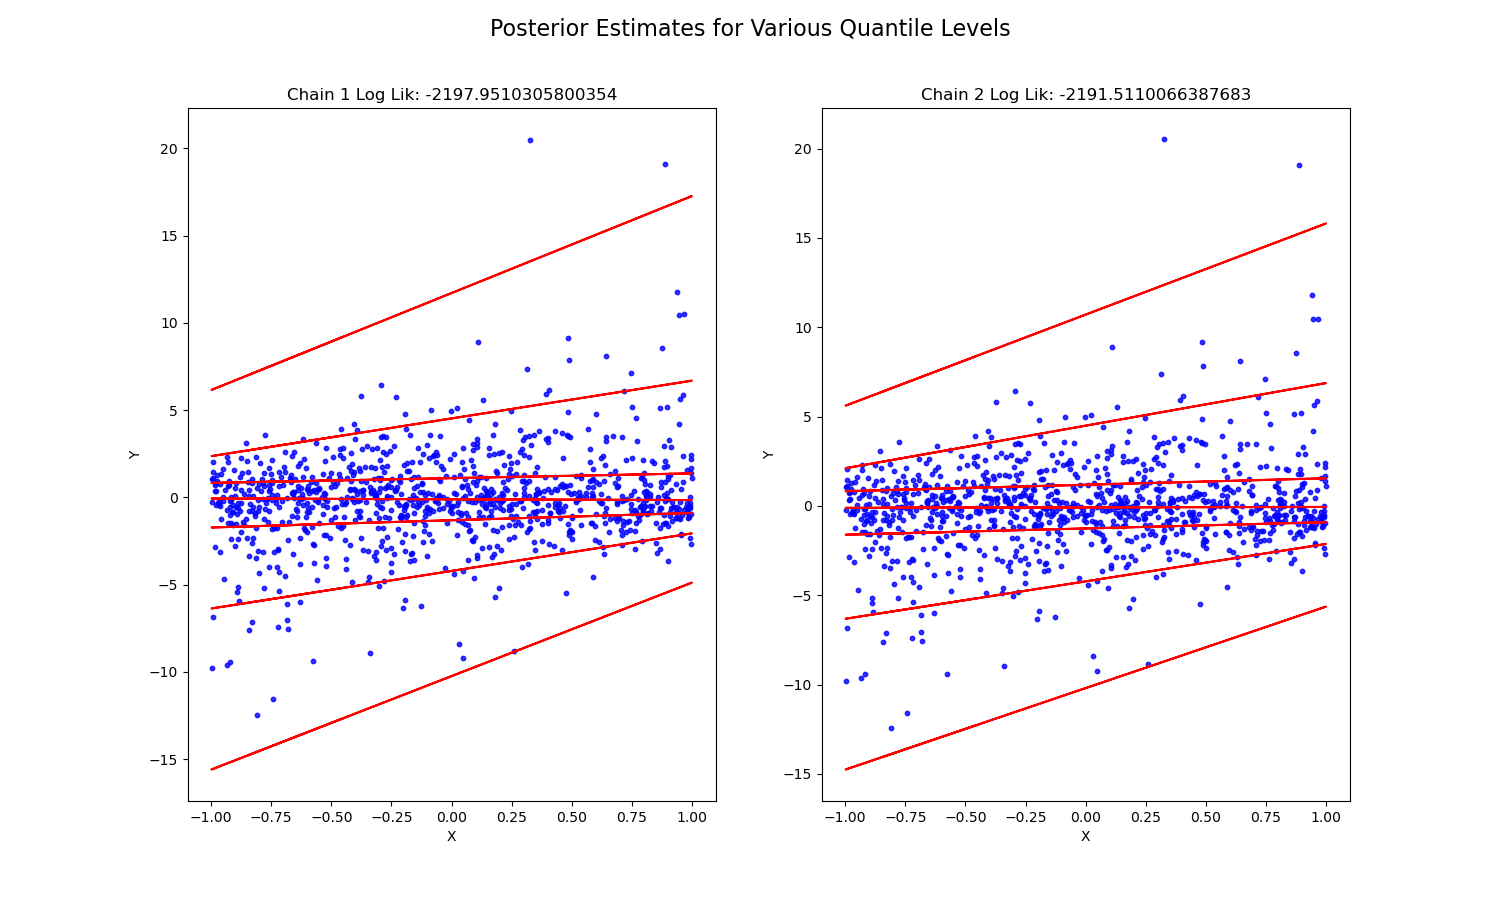 Posterior Estimates for Various Quantile Levels
Chain 1 Log Lik: -2197.9510305800354
20
15
10
5
0
−5
−10
−15
Y
−1.00 −0.75 −0.50 −0.25 0.00 0.25 0.50 0.75 1.00
X
Chain 2 Log Lik: -2191.5110066387683
20
15
10
5
0
−5
−10
−15
Y
−1.00 −0.75 −0.50 −0.25 0.00 0.25 0.50 0.75 1.00
X